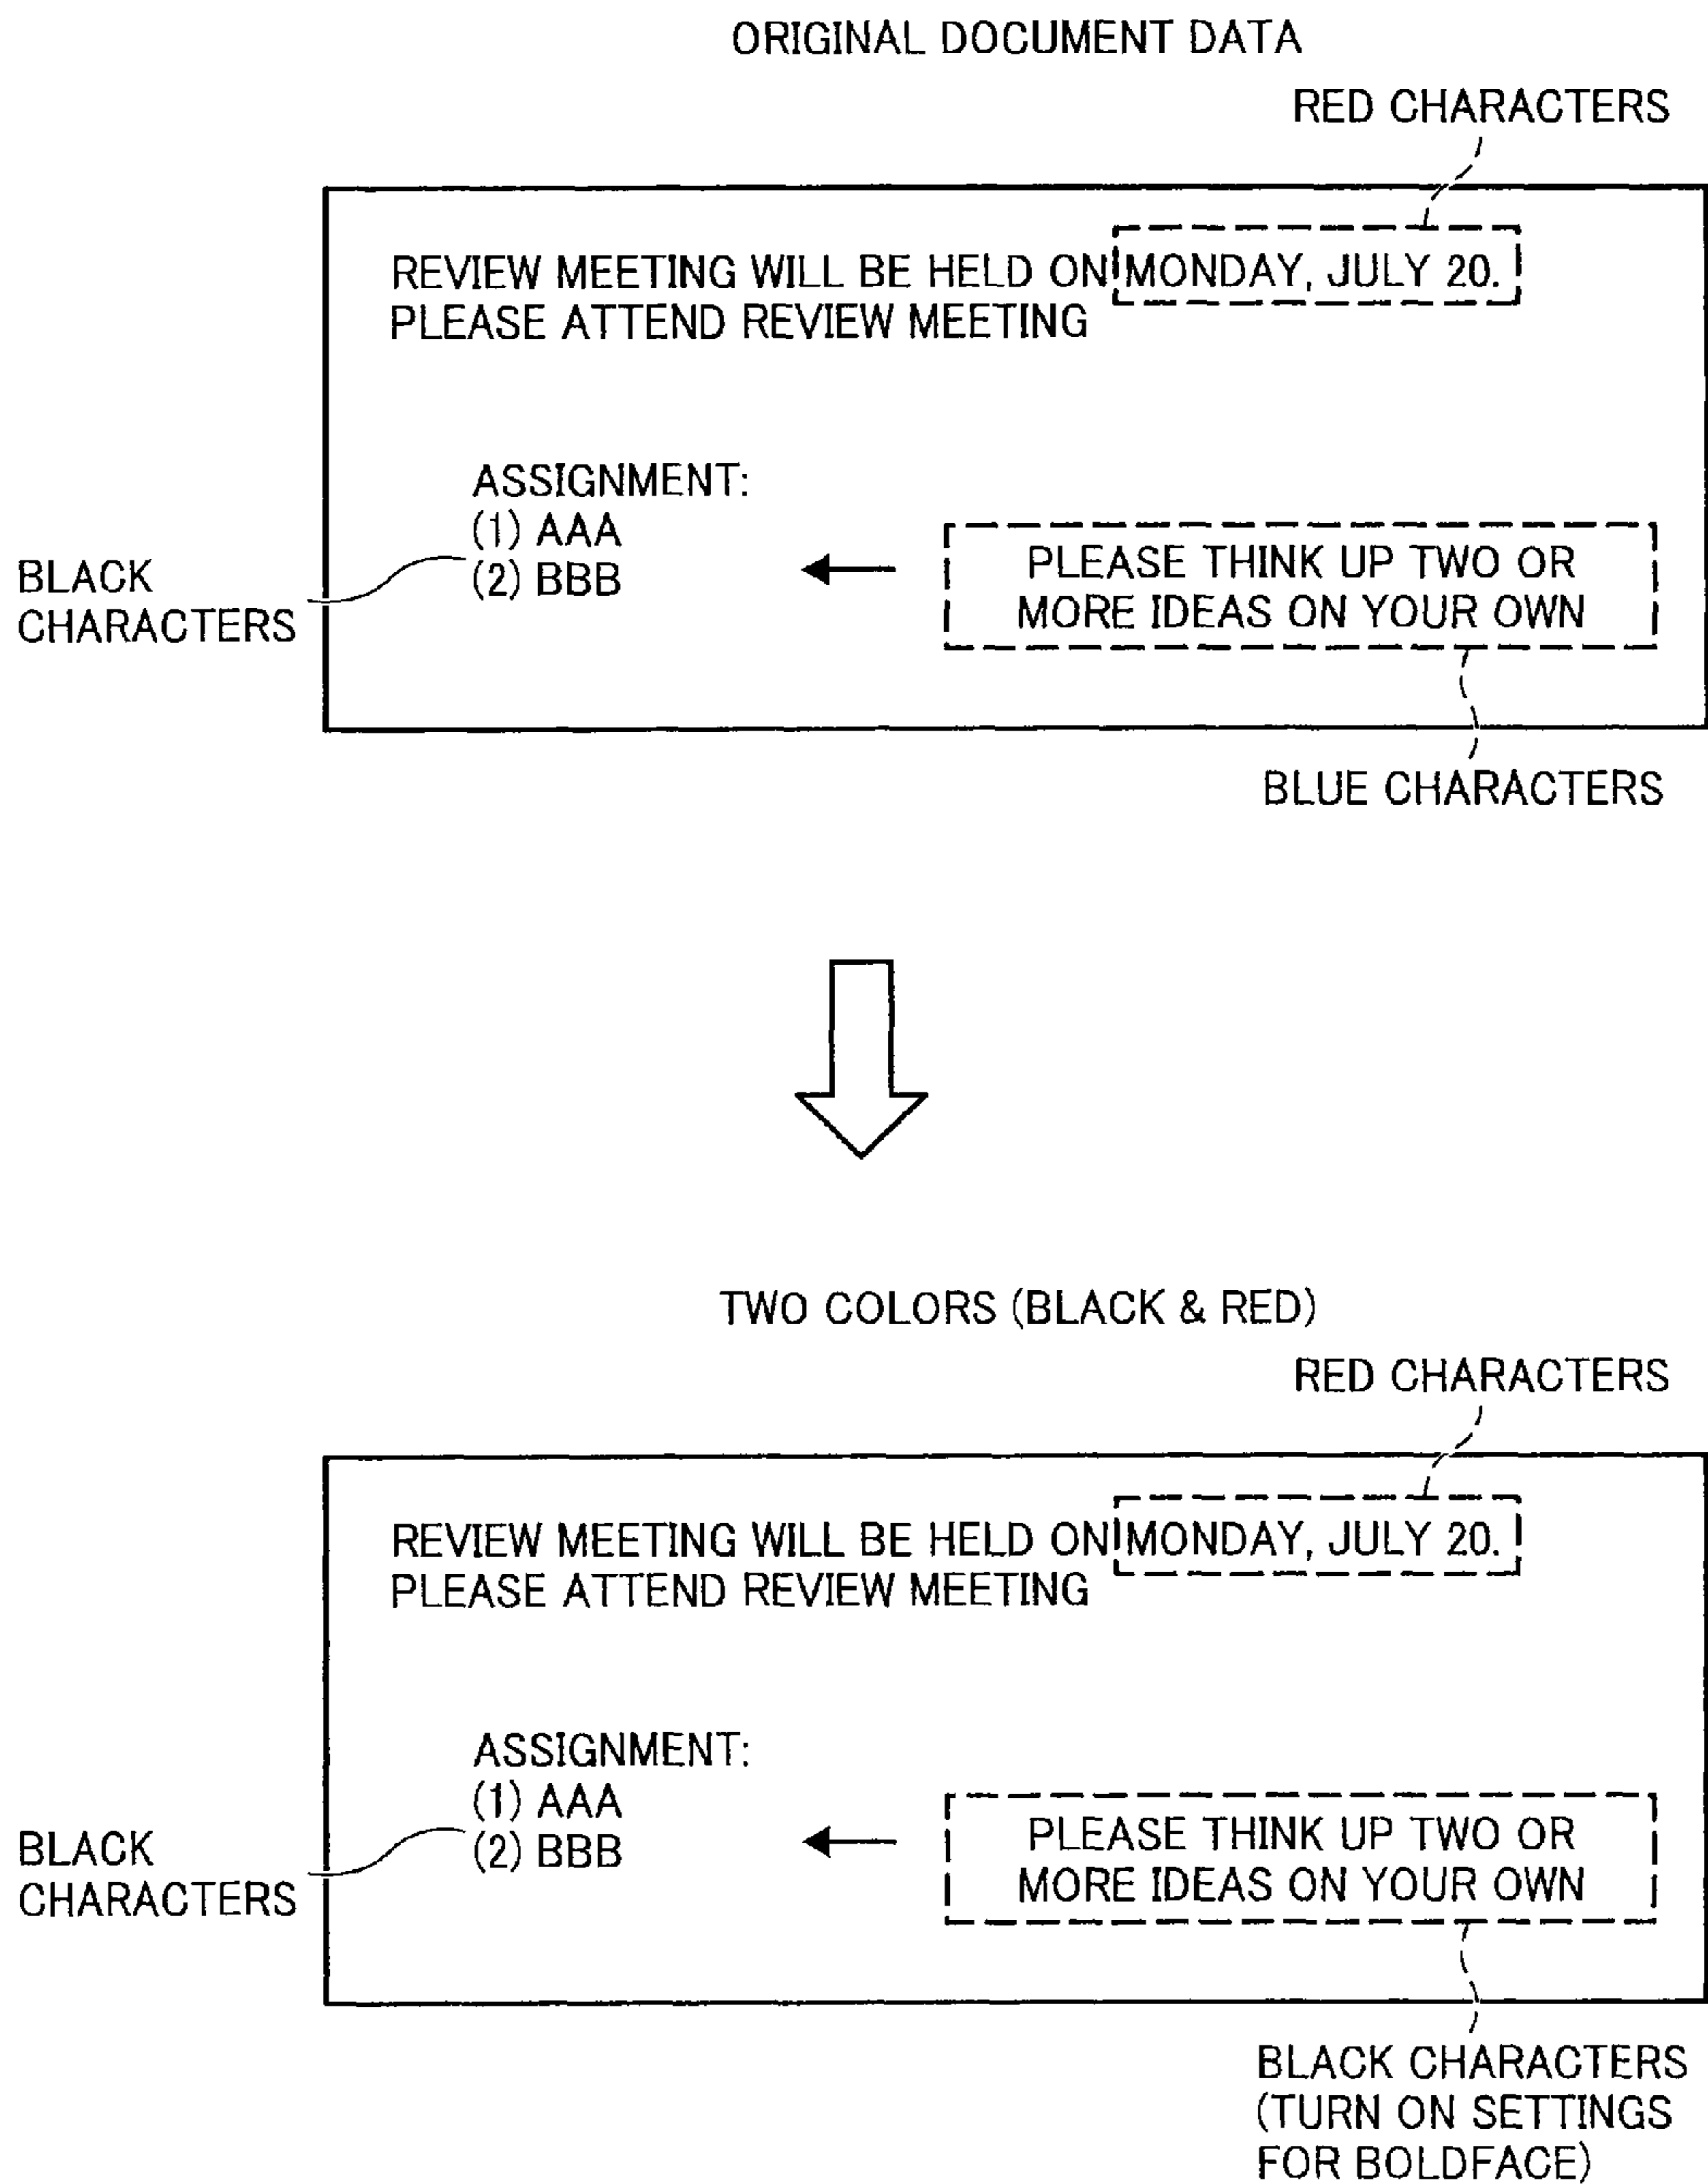 ORIGINAL DOCUMENT DATA
RED CHARACTERS
REVIEW MEETING WILL BE HELD ON MONDAY, JULY 20.
PLEASE ATTEND REVIEW MEETING
ASSIGNMENT:
(1) AAA
(2) BBB
BLACK
CHARACTERS
PLEASE THINK UP TWO OR
MORE IDEAS ON YOUR OWN
BLUE CHARACTERS
TWO COLORS (BLACK & RED)
RED CHARACTERS
REVIEW MEETING WILL BE HELD ON MONDAY, JULY 20.
PLEASE ATTEND REVIEW MEETING
ASSIGNMENT:
(1) AAA
(2) BBB
BLACK
CHARACTERS
PLEASE THINK UP TWO OR
MORE IDEAS ON YOUR OWN
BLACK CHARACTERS
(TURN ON SETTINGS
FOR BOLDFACE)